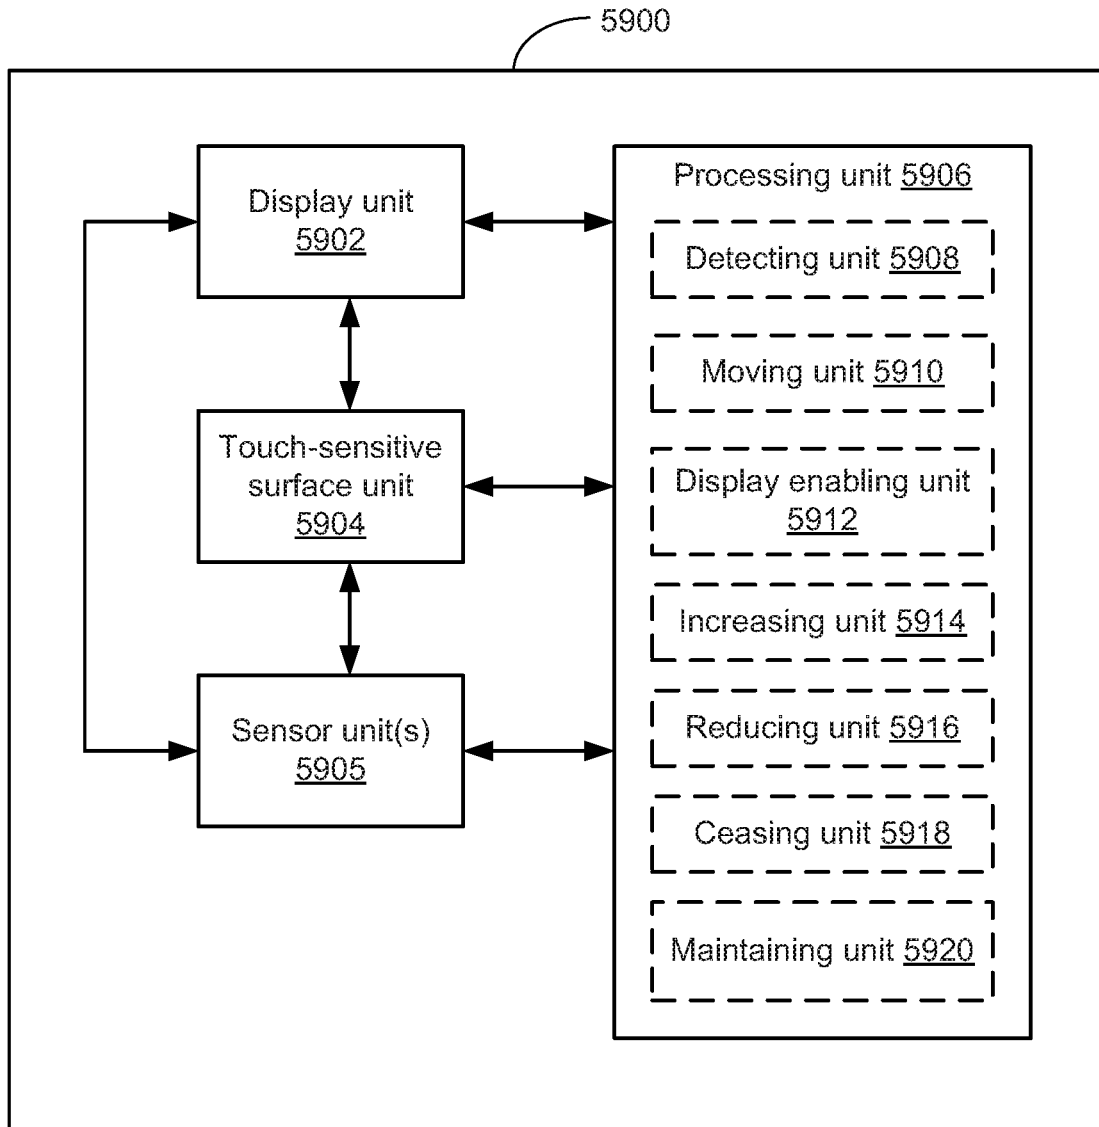 5900
Display unit
5902
Touch-sensitive
surface unit
5904
Sensor unit(s)
5905
Processing unit 5906
Detecting unit 5908
Moving unit 5910
Display enabling unit
5912
Increasing unit 5914
Reducing unit 5916
Ceasing unit 5918
Maintaining unit 5920